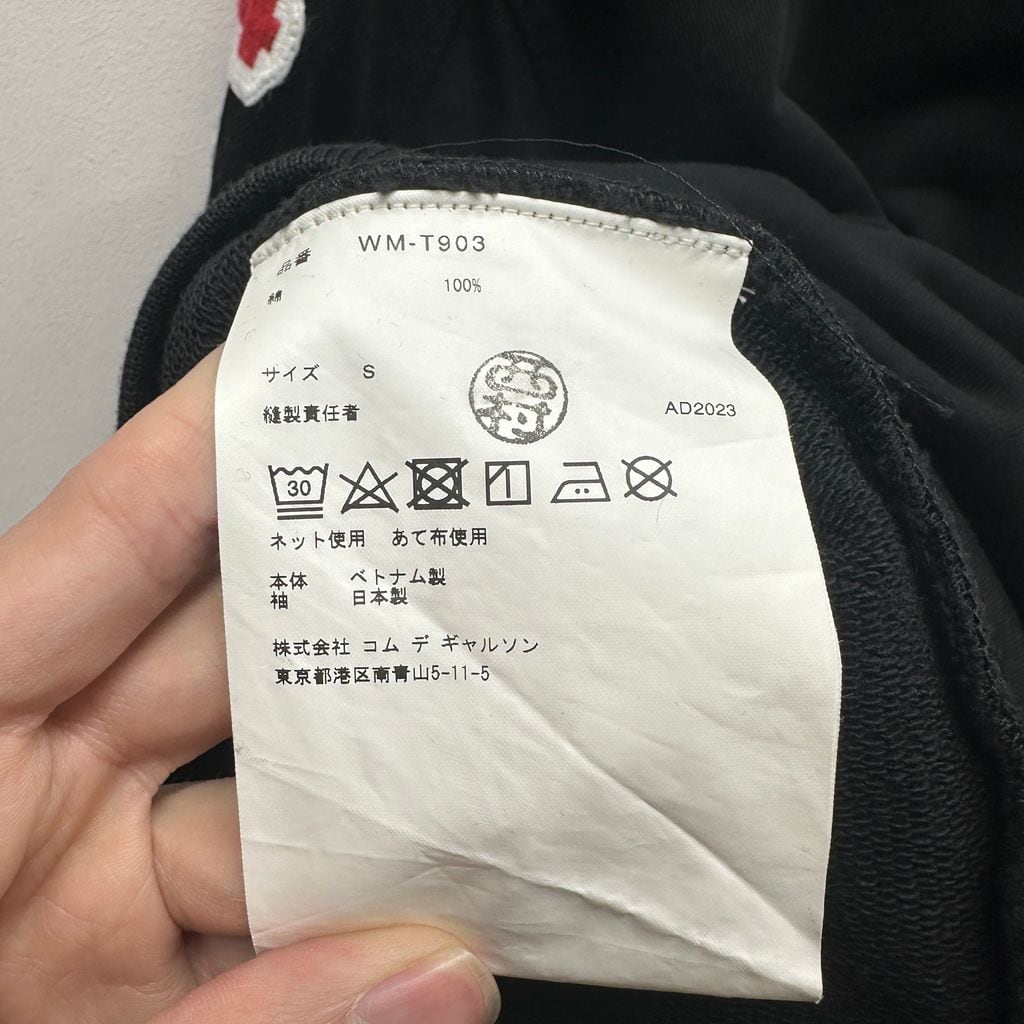 品番 WM-T903
綿 100%
サイズ S
縫製責任者
AD2023
30
ネット使用 あて布使用
本体 ベトナム製
袖 日本製
株式会社 コム デ ギャルソン
東京都港区南青山5-11-5